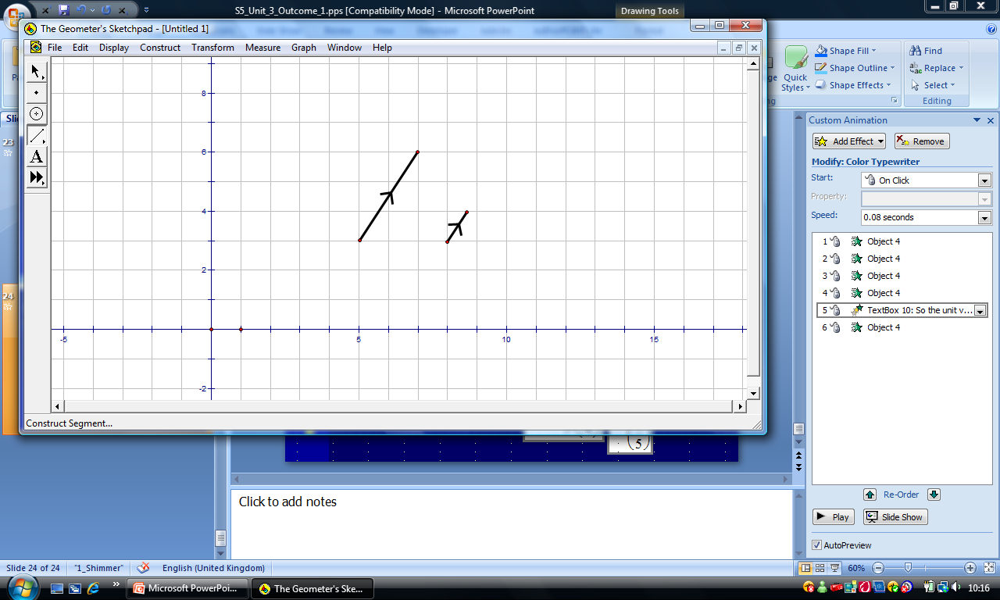 S5_Unit_3_Outcome_1.pps [Compatibility Mode] - Microsoft PowerPoint
Drawing Tools
The Geometer's Sketchpad - [Untitled 1]
File Edit Display Construct Transform Measure Graph Window Help
8
6
4
2
-2
-5
5
10
15
A
Construct Segment...
23
24
Quick
Styles
Shape Fill
Shape Outline
Shape Effects
Find
Replace
Select
Editing
Custom Animation
Add Effect
Remove
Modify: Color Typewriter
Start: On Click
Property:
Speed: 0.08 seconds
1 Object 4
2 Object 4
3 Object 4
4 Object 4
5 TextBox 10: So the unit v...
6 Object 4
Re-Order
Play Slide Show
AutoPreview
5
Click to add notes
Slide 24 of 24 "1_Shimmer" English (United Kingdom) 60%
Microsoft PowerPoi... The Geometer's Ske... 10:16